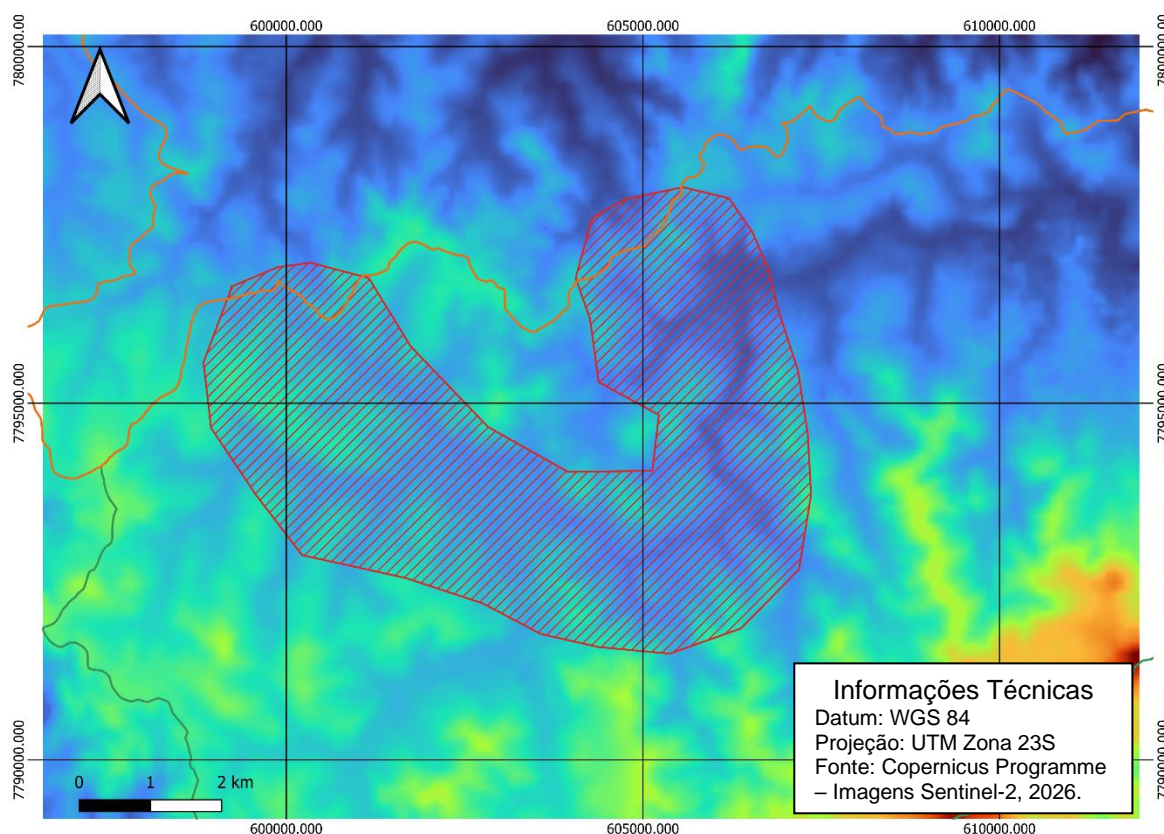 600000.000 605000.000 610000.000
7800000.00 7800000.00
7795000.000 7795000.000
7790000.000 7790000.000
Informações Técnicas
Datum: WGS 84
Projeção: UTM Zona 23S
Fonte: Copernicus Programme
– Imagens Sentinel-2, 2026.
0 1 2 km
600000.000 605000.000 610000.000